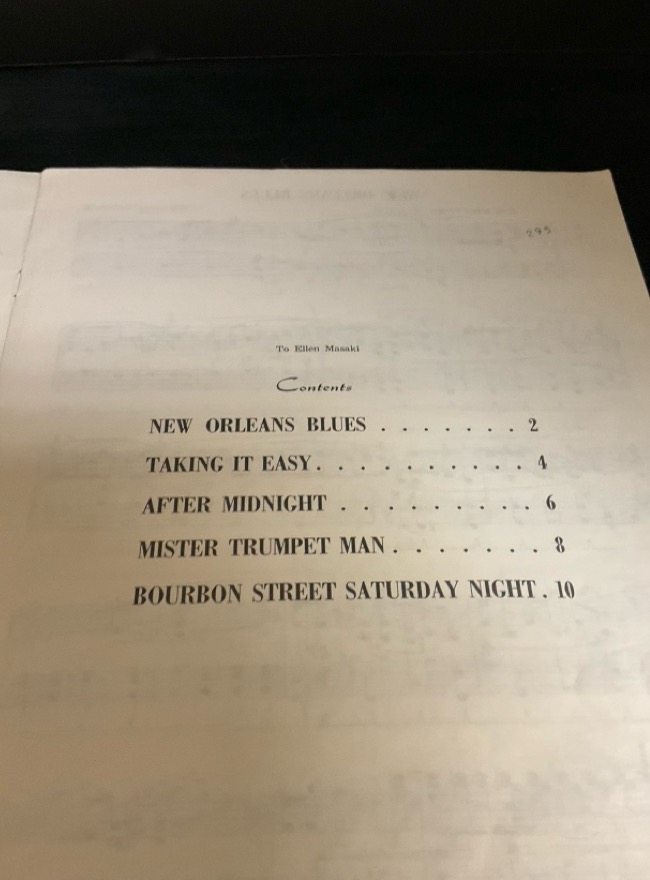 295
To Ellen Masaki
Contents
NEW ORLEANS BLUES . . . . . . . 2
TAKING IT EASY . . . . . . . . . . 4
AFTER MIDNIGHT . . . . . . . . . 6
MISTER TRUMPET MAN . . . . . . . 8
BOURBON STREET SATURDAY NIGHT . 10